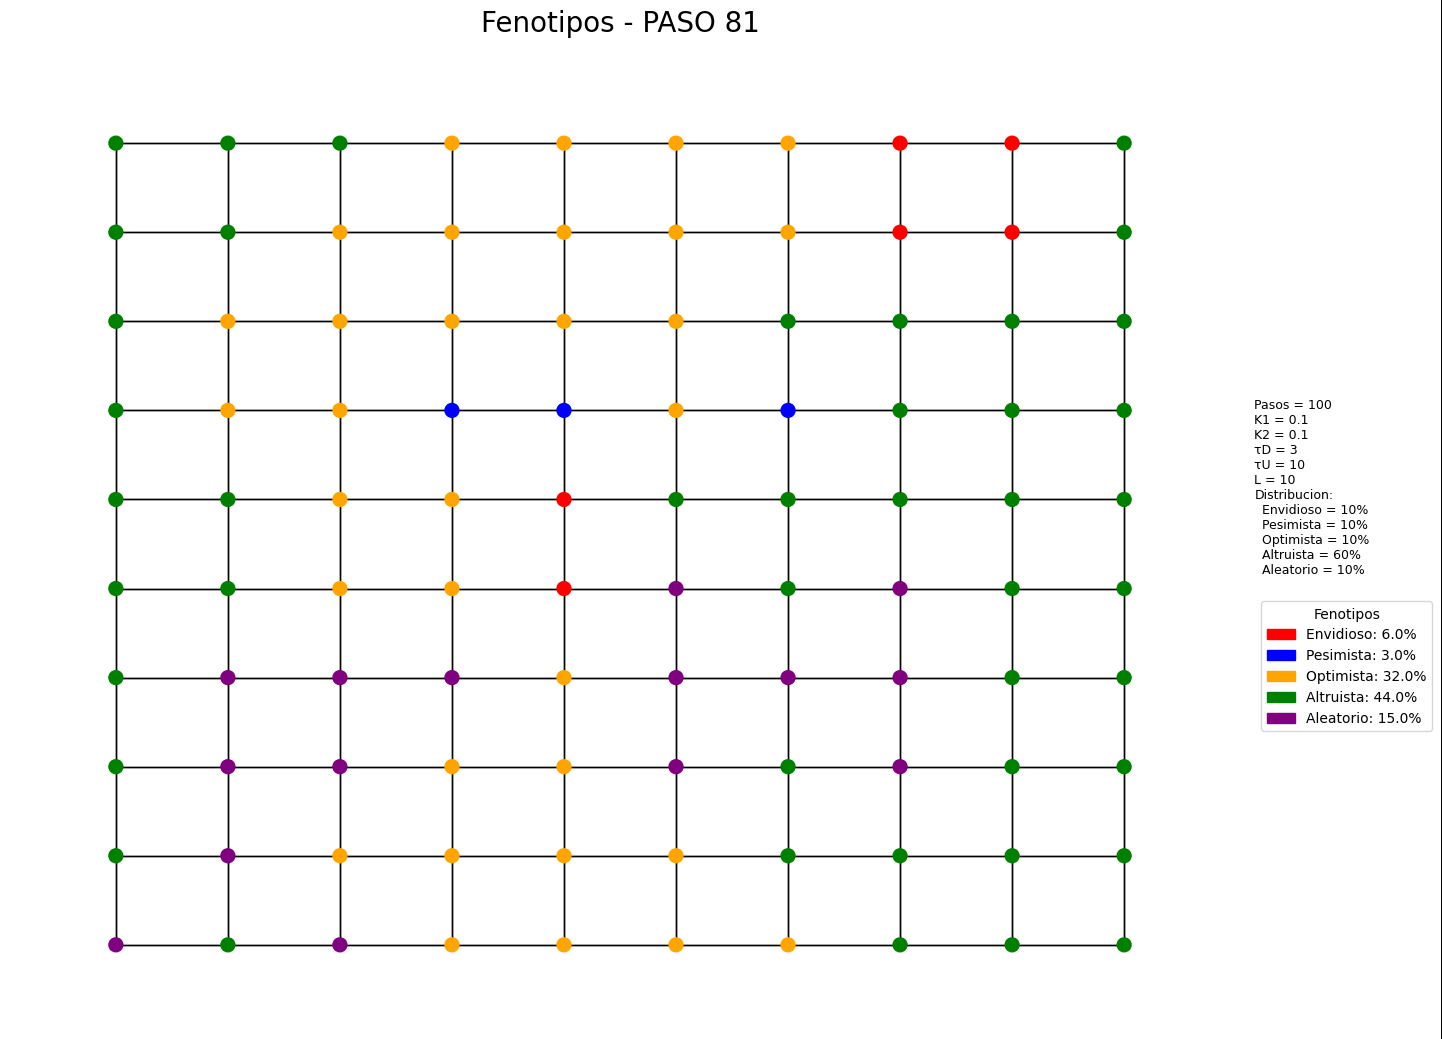 Fenotipos - PASO 81
Pasos = 100
K1 = 0.1
K2 = 0.1
τD = 3
τU = 10
L = 10
Distribucion:
Envidioso = 10%
Pesimista = 10%
Optimista = 10%
Altruista = 60%
Aleatorio = 10%
Fenotipos
Envidioso: 6.0%
Pesimista: 3.0%
Optimista: 32.0%
Altruista: 44.0%
Aleatorio: 15.0%